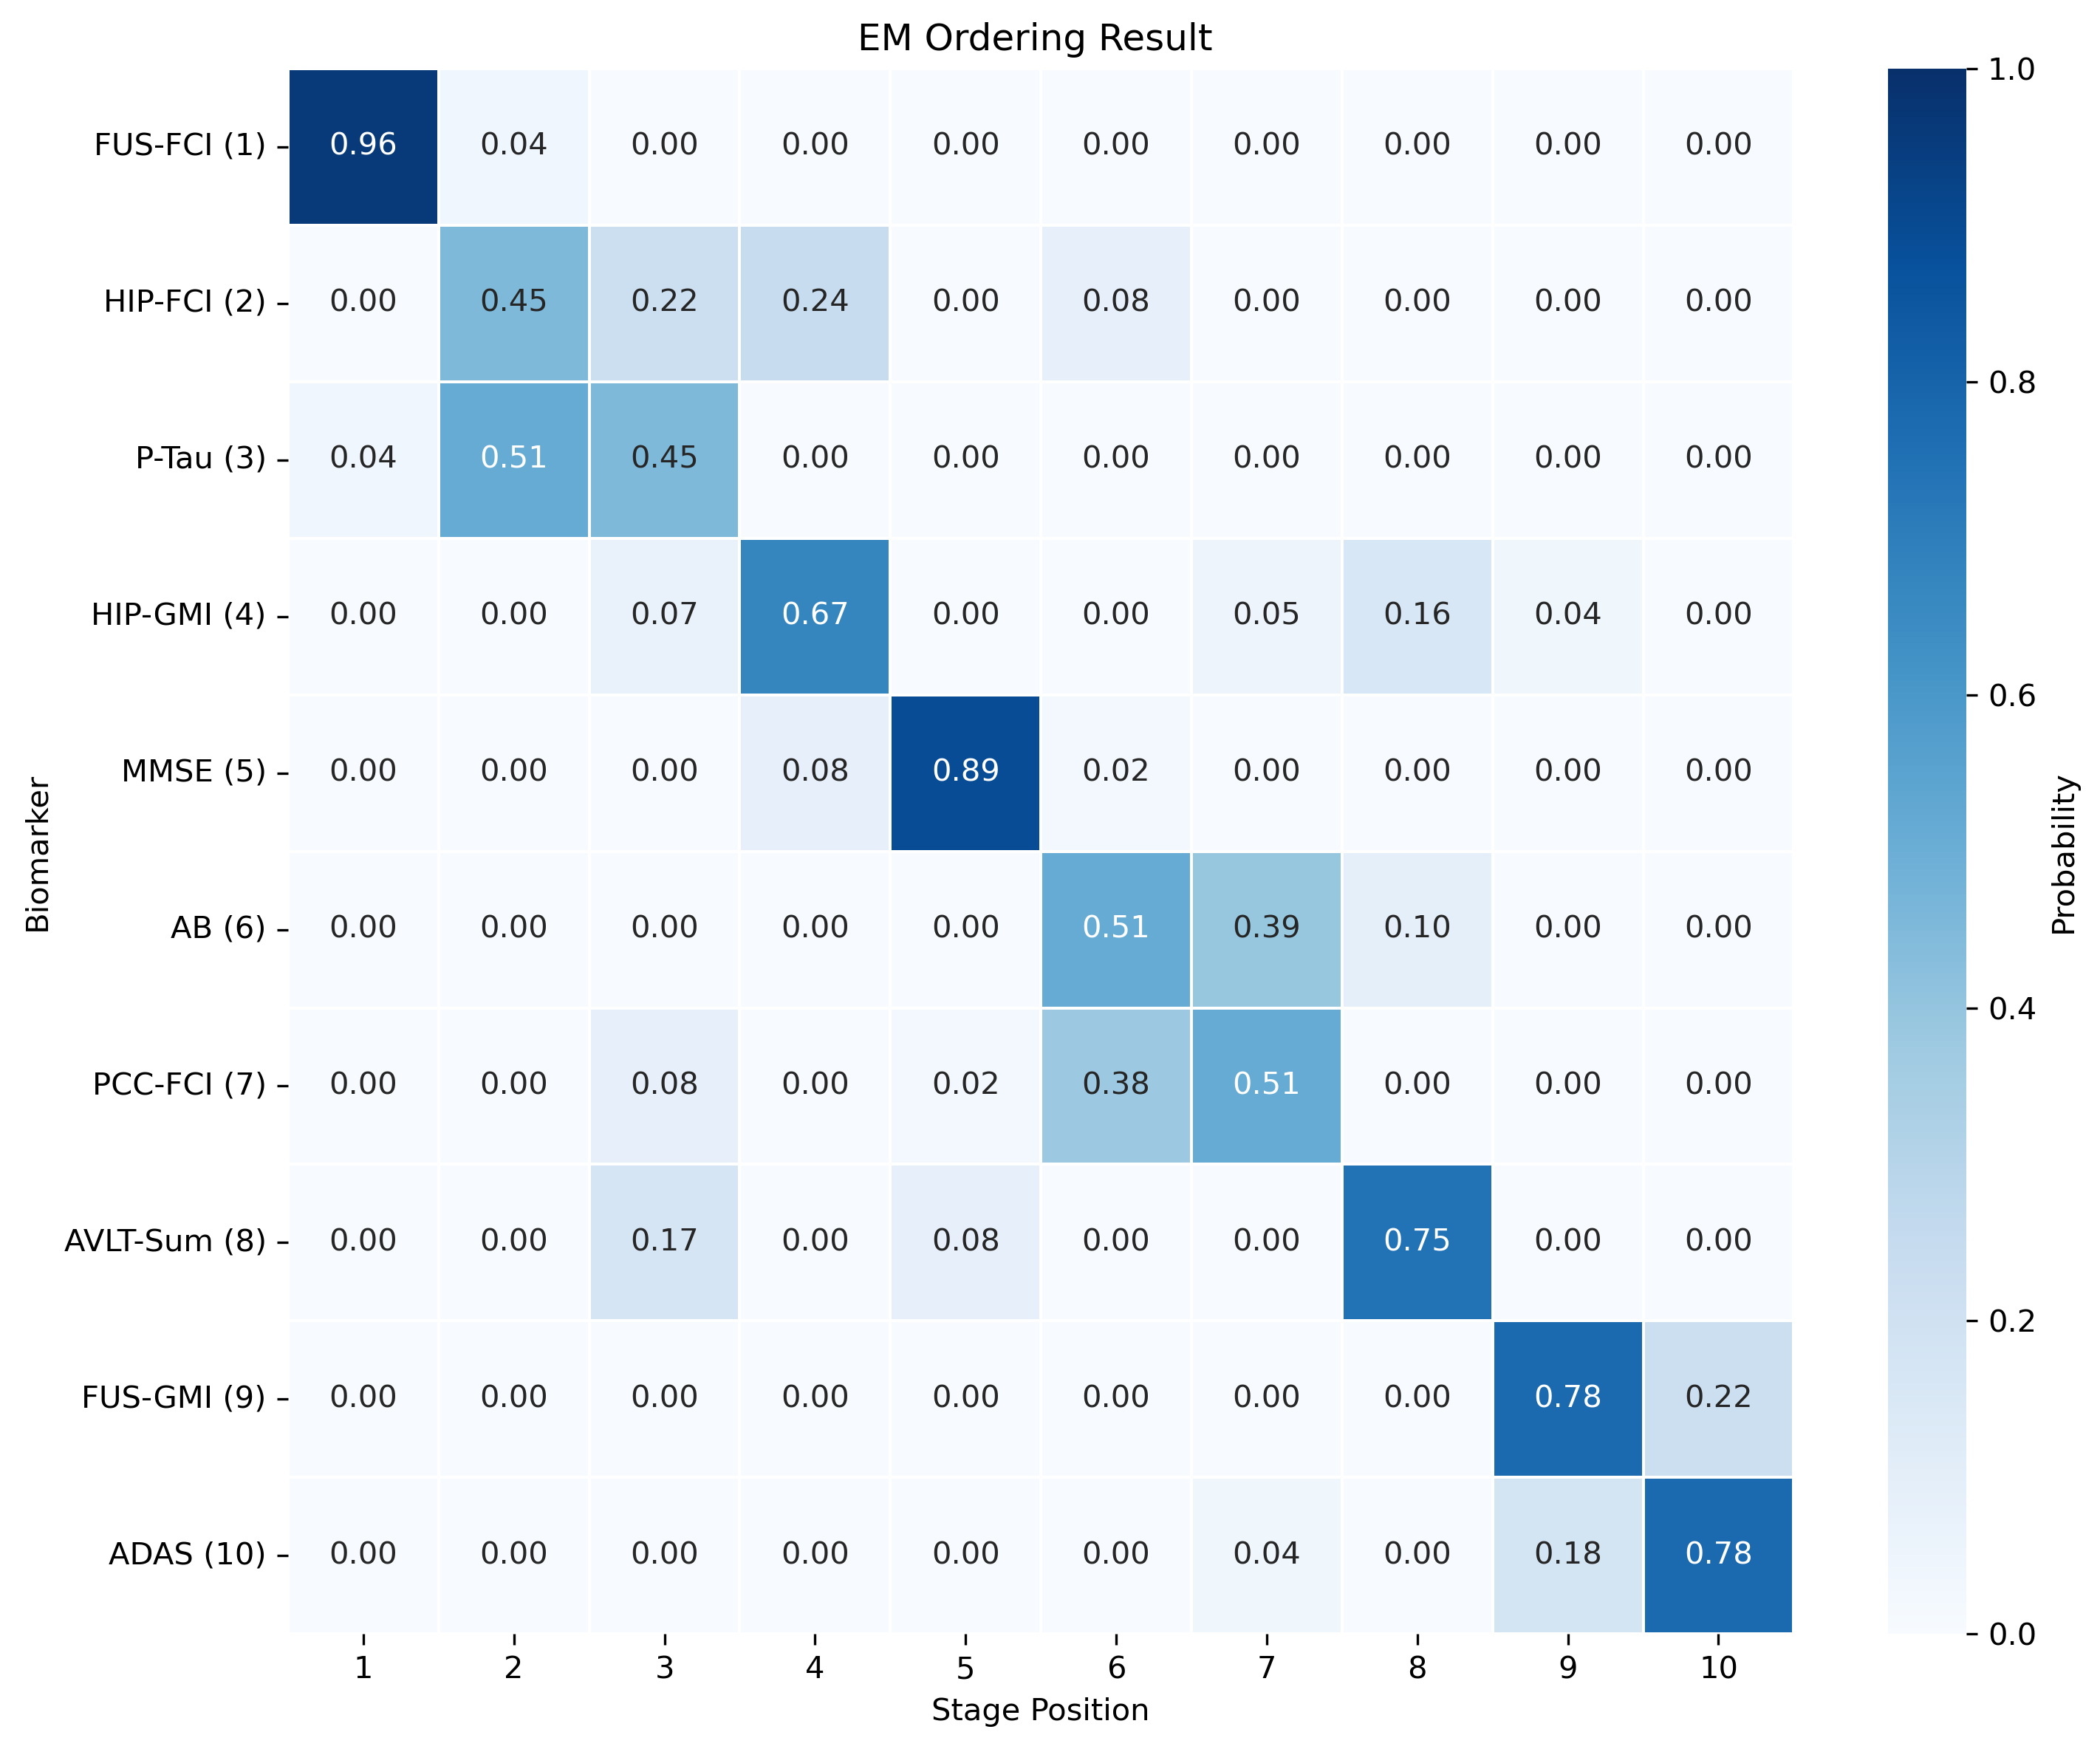 EM Ordering Result
FUS-FCI (1) 0.96 0.04 0.00 0.00 0.00 0.00 0.00 0.00 0.00 0.00
HIP-FCI (2) 0.00 0.45 0.22 0.24 0.00 0.08 0.00 0.00 0.00 0.00
P-Tau (3) 0.04 0.51 0.45 0.00 0.00 0.00 0.00 0.00 0.00 0.00
HIP-GMI (4) 0.00 0.00 0.07 0.67 0.00 0.00 0.05 0.16 0.04 0.00
MMSE (5) 0.00 0.00 0.00 0.08 0.89 0.02 0.00 0.00 0.00 0.00
AB (6) 0.00 0.00 0.00 0.00 0.00 0.51 0.39 0.10 0.00 0.00
PCC-FCI (7) 0.00 0.00 0.08 0.00 0.02 0.38 0.51 0.00 0.00 0.00
AVLT-Sum (8) 0.00 0.00 0.17 0.00 0.08 0.00 0.00 0.75 0.00 0.00
FUS-GMI (9) 0.00 0.00 0.00 0.00 0.00 0.00 0.00 0.00 0.78 0.22
ADAS (10) 0.00 0.00 0.00 0.00 0.00 0.00 0.04 0.00 0.18 0.78
1 2 3 4 5 6 7 8 9 10
Stage Position
Biomarker
1.0
0.8
0.6
0.4
0.2
0.0
Probability